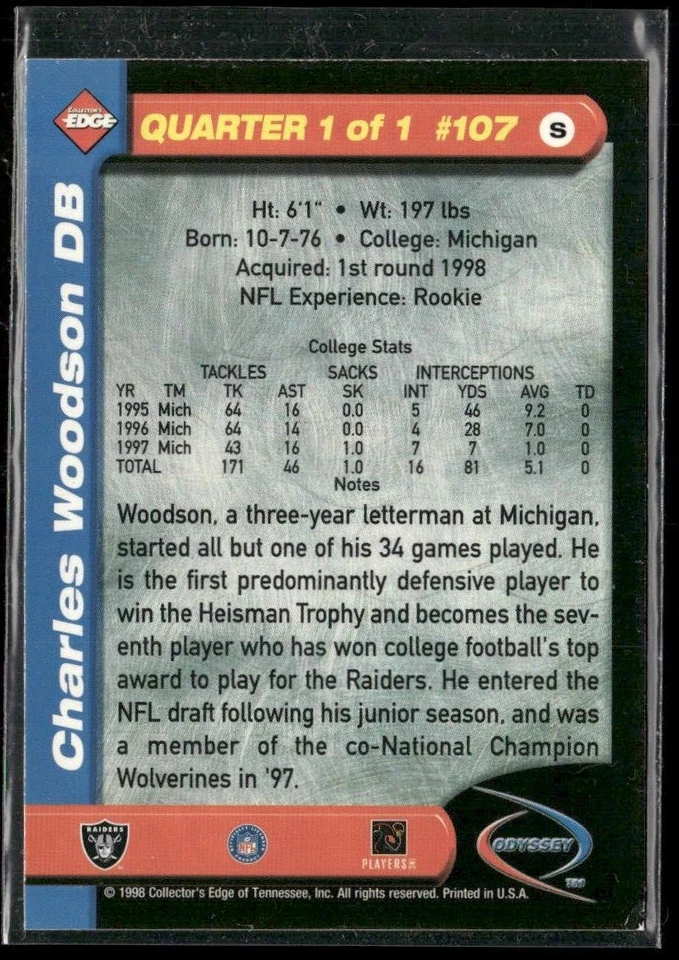 COLLECTOR'S
EDGE
QUARTER 1 of 1 #107 S
Charles Woodson DB
Ht: 6'1" • Wt: 197 lbs
Born: 10-7-76 • College: Michigan
Acquired: 1st round 1998
NFL Experience: Rookie
College Stats
TACKLES SACKS INTERCEPTIONS
YR TM TK AST SK INT YDS AVG TD
1995 Mich 64 16 0.0 5 46 9.2 0
1996 Mich 64 14 0.0 4 28 7.0 0
1997 Mich 43 16 1.0 7 7 1.0 0
TOTAL 171 46 1.0 16 81 5.1 0
Notes
Woodson, a three-year letterman at Michigan,
started all but one of his 34 games played. He
is the first predominantly defensive player to
win the Heisman Trophy and becomes the sev-
enth player who has won college football's top
award to play for the Raiders. He entered the
NFL draft following his junior season, and was
a member of the co-National Champion
Wolverines in '97.
RAIDERS
NFL
PLAYERS
ODYSSEY
TM
© 1998 Collector's Edge of Tennessee, Inc. All rights reserved. Printed in U.S.A.